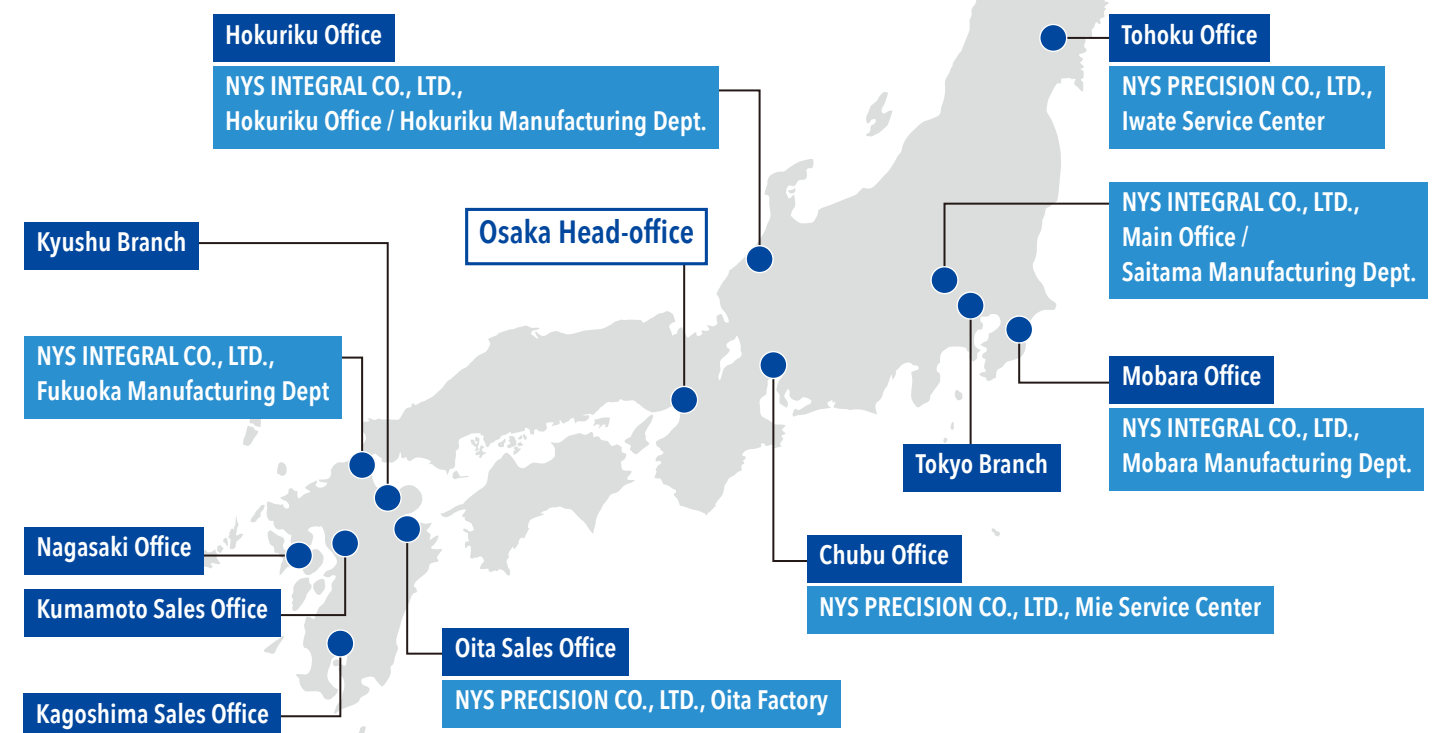 Hokuriku Office
NYS INTEGRAL CO., LTD.,
Hokuriku Office / Hokuriku Manufacturing Dept.
Tohoku Office
NYS PRECISION CO., LTD.,
Iwate Service Center
NYS INTEGRAL CO., LTD.,
Main Office /
Saitama Manufacturing Dept.
Osaka Head-office
Kyushu Branch
NYS INTEGRAL CO., LTD.,
Fukuoka Manufacturing Dept
Mobara Office
NYS INTEGRAL CO., LTD.,
Mobara Manufacturing Dept.
Tokyo Branch
Nagasaki Office
Kumamoto Sales Office
Chubu Office
NYS PRECISION CO., LTD., Mie Service Center
Oita Sales Office
NYS PRECISION CO., LTD., Oita Factory
Kagoshima Sales Office